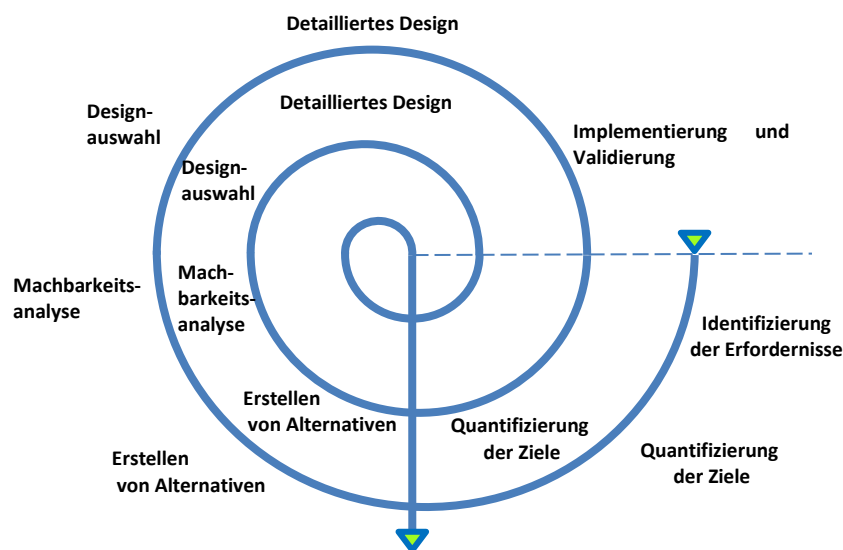 Detailliertes Design
Detailliertes Design
Design-
auswahl
Implementierung und
Validierung
Design-
auswahl
Mach-
barkeits-
analyse
Machbarkeits-
analyse
Identifizierung
der Erfordernisse
Erstellen
von Alternativen
Quantifizierung
der Ziele
Quantifizierung
der Ziele
Erstellen
von Alternativen